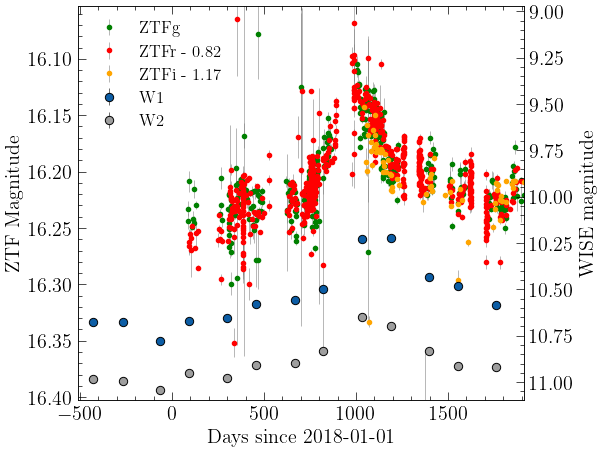 ZTFg
ZTFr - 0.82
ZTFi - 1.17
W1
W2
16.10
16.15
16.20
16.25
16.30
16.35
16.40
ZTF Magnitude
9.00
9.25
9.50
9.75
10.00
10.25
10.50
10.75
11.00
WISE magnitude
−500
0
500
1000
1500
Days since 2018-01-01